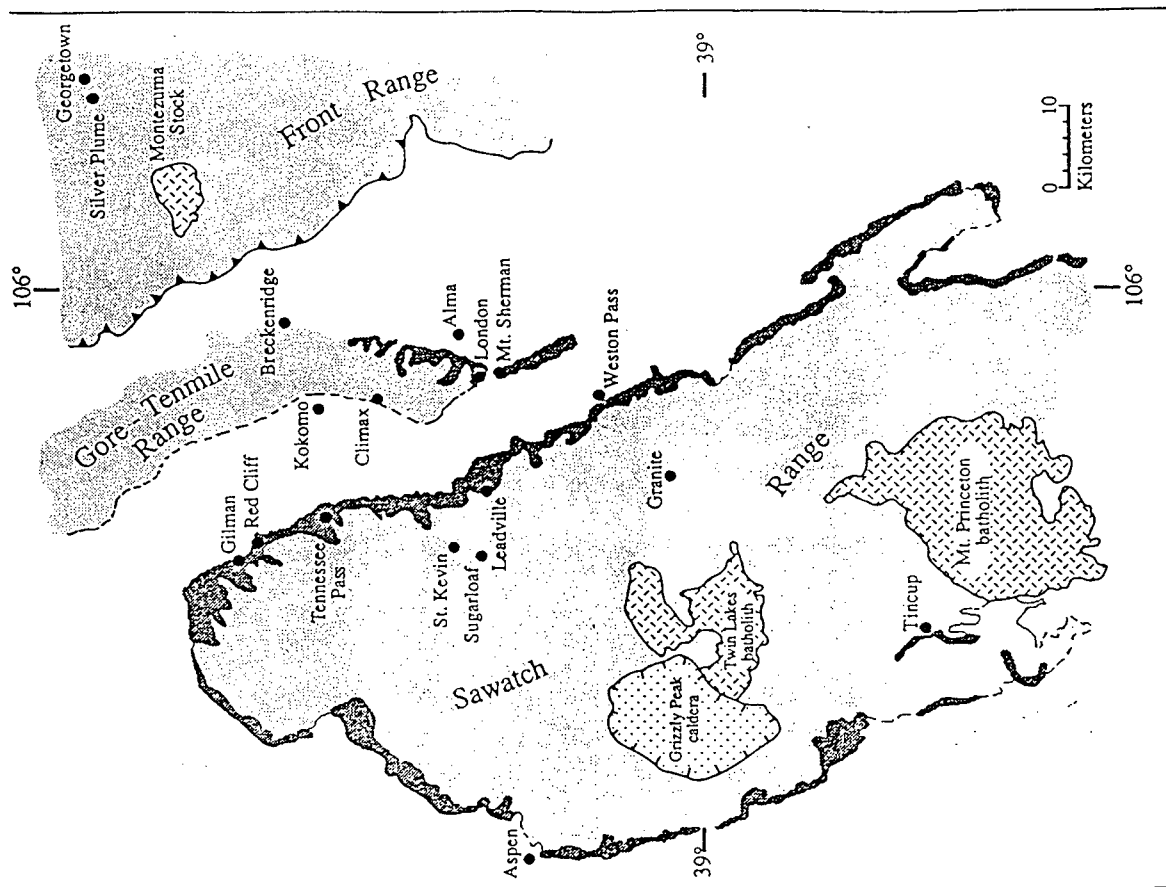 Georgetown
Silver Plume
Montezuma
Stock
Front Range
106°
39°
Breckenridge
Gore-Tenmile
Range
Kokomo
Climax
Alma
London
Mt. Sherman
Gilman
Red Cliff
Tennessee
Pass
St. Kevin
Sugarloaf
Leadville
Weston Pass
Granite
Sawatch
Range
Aspen
Grizzly Peak
caldera
Twin Lakes
batholith
Mt. Princeton
batholith
Tincup
39°
106°
0 10
Kilometers